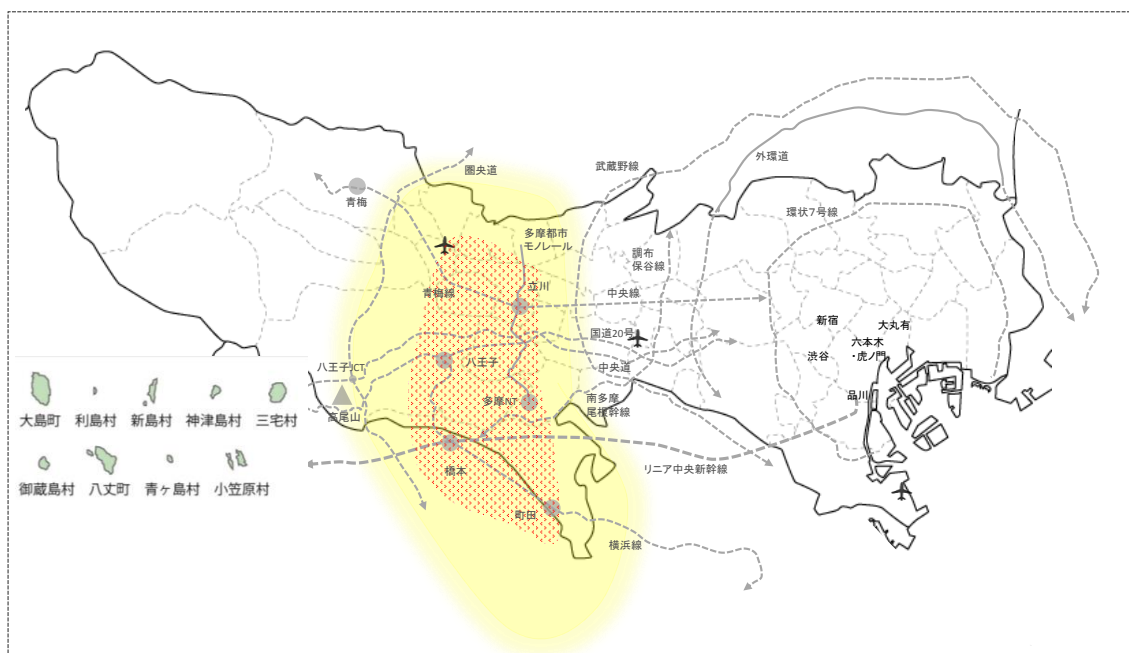 武蔵野線
外環道
圏央道
青梅
環状7号線
多摩都市
モノレール
調布
保谷線
青梅線
立川
中央線
新宿
大丸有
国道20号
六本木
・虎ノ門
渋谷
八王子JCT
八王子
中央道
高尾山
多摩NT
南多摩
尾根幹線
品川
大島町
利島村
新島村
神津島村
三宅村
橋本
リニア中央新幹線
御蔵島村
八丈町
青ヶ島村
小笠原村
町田
横浜線